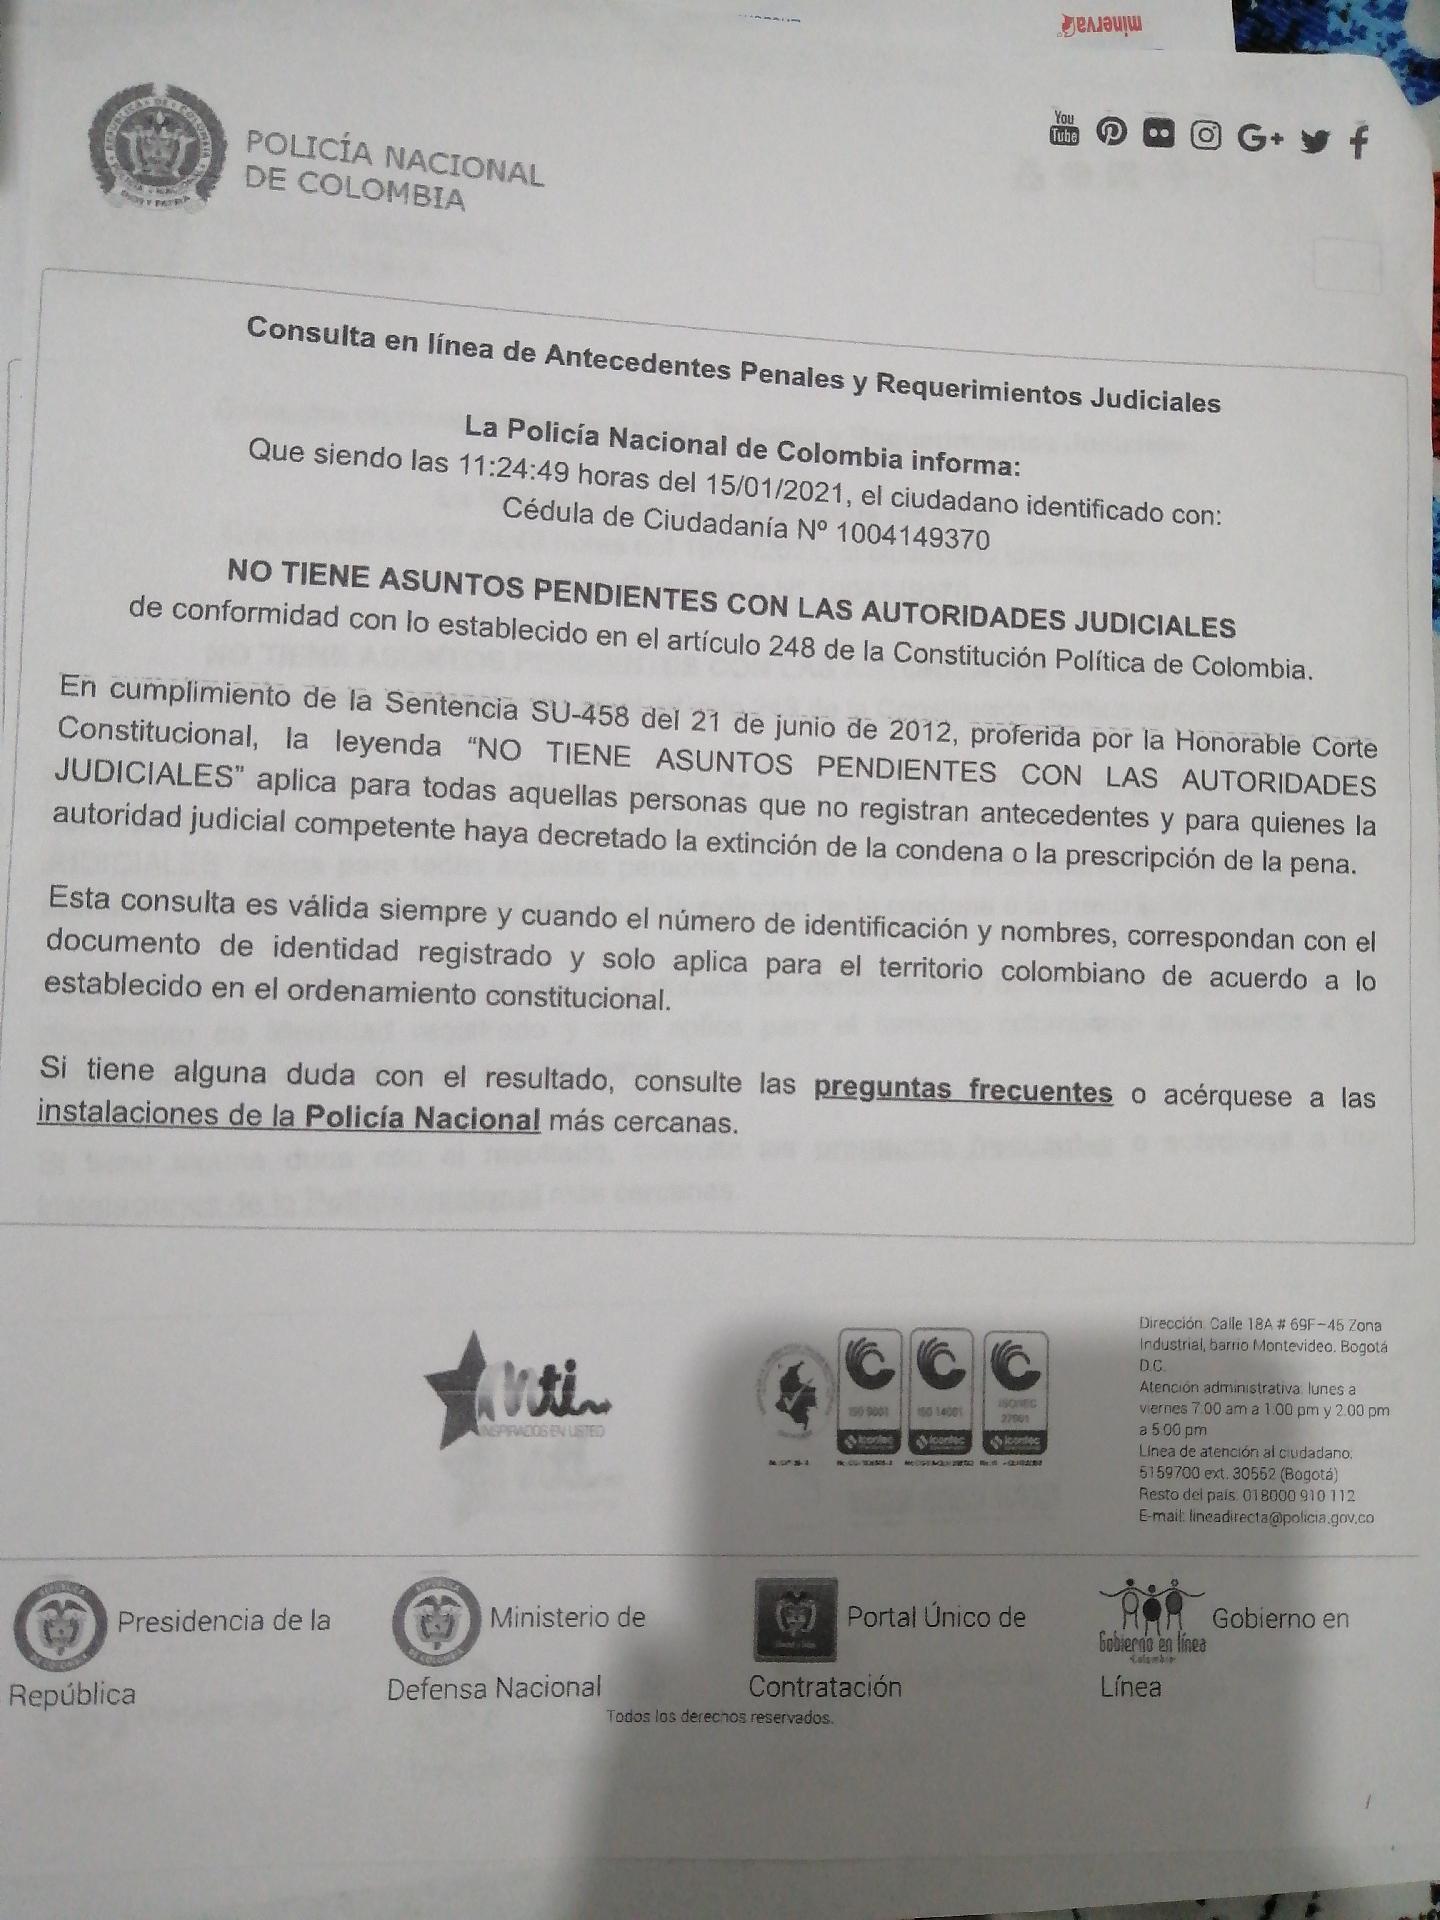 minerva
POLICÍA NACIONAL
DE COLOMBIA
You
Tube
G+
Consulta en línea de Antecedentes Penales y Requerimientos Judiciales
La Policía Nacional de Colombia informa:
Que siendo las 11:24:49 horas del 15/01/2021, el ciudadano identificado con:
Cédula de Ciudadanía Nº 1004149370
NO TIENE ASUNTOS PENDIENTES CON LAS AUTORIDADES JUDICIALES
de conformidad con lo establecido en el artículo 248 de la Constitución Política de Colombia.
En cumplimiento de la Sentencia SU-458 del 21 de junio de 2012, proferida por la Honorable Corte
Constitucional, la leyenda “NO TIENE ASUNTOS PENDIENTES CON LAS AUTORIDADES
JUDICIALES” aplica para todas aquellas personas que no registran antecedentes y para quienes la
autoridad judicial competente haya decretado la extinción de la condena o la prescripción de la pena.
Esta consulta es válida siempre y cuando el número de identificación y nombres, correspondan con el
documento de identidad registrado y solo aplica para el territorio colombiano de acuerdo a lo
establecido en el ordenamiento constitucional.
Si tiene alguna duda con el resultado, consulte las preguntas frecuentes o acérquese a las
instalaciones de la Policía Nacional más cercanas.
INSPIRADOS EN USTED
ISO 9001
ISO 14001
ISO/IEC
27001
icontec
icontec
icontec
Dirección: Calle 18A # 69F-45 Zona
Industrial, barrio Montevideo. Bogotá
D.C.
Atención administrativa: lunes a
viernes 7:00 am a 1:00 pm y 2:00 pm
a 5:00 pm
Línea de atención al ciudadano:
5159700 ext. 30552 (Bogotá)
Resto del país: 018000 910 112
E-mail: lineadirecta@policia.gov.co
Presidencia de la
República
Ministerio de
Defensa Nacional
Portal Único de
Contratación
Gobierno en línea
Colombia
Gobierno en
Línea
Todos los derechos reservados.